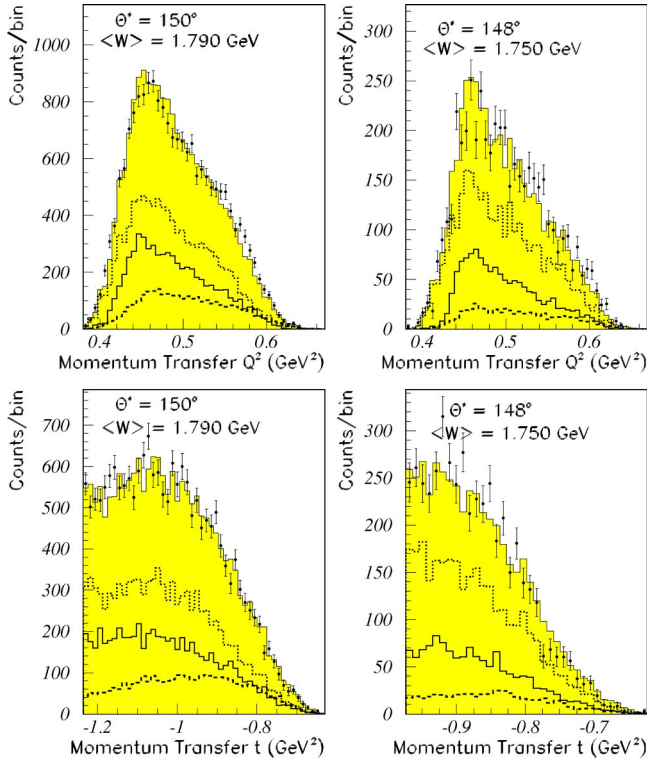 Θ* = 150°
<W> = 1.790 GeV
Counts/bin
1000
800
600
400
200
0
0.4
0.5
0.6
Momentum Transfer Q² (GeV²)
Θ* = 148°
<W> = 1.750 GeV
Counts/bin
300
250
200
150
100
50
0
0.4
0.5
0.6
Momentum Transfer Q² (GeV²)
Θ* = 150°
<W> = 1.790 GeV
Counts/bin
700
600
500
400
300
200
100
0
-1.2
-1
-0.8
Momentum Transfer t (GeV²)
Θ* = 148°
<W> = 1.750 GeV
Counts/bin
300
250
200
150
100
50
0
-0.9
-0.8
-0.7
Momentum Transfer t (GeV²)